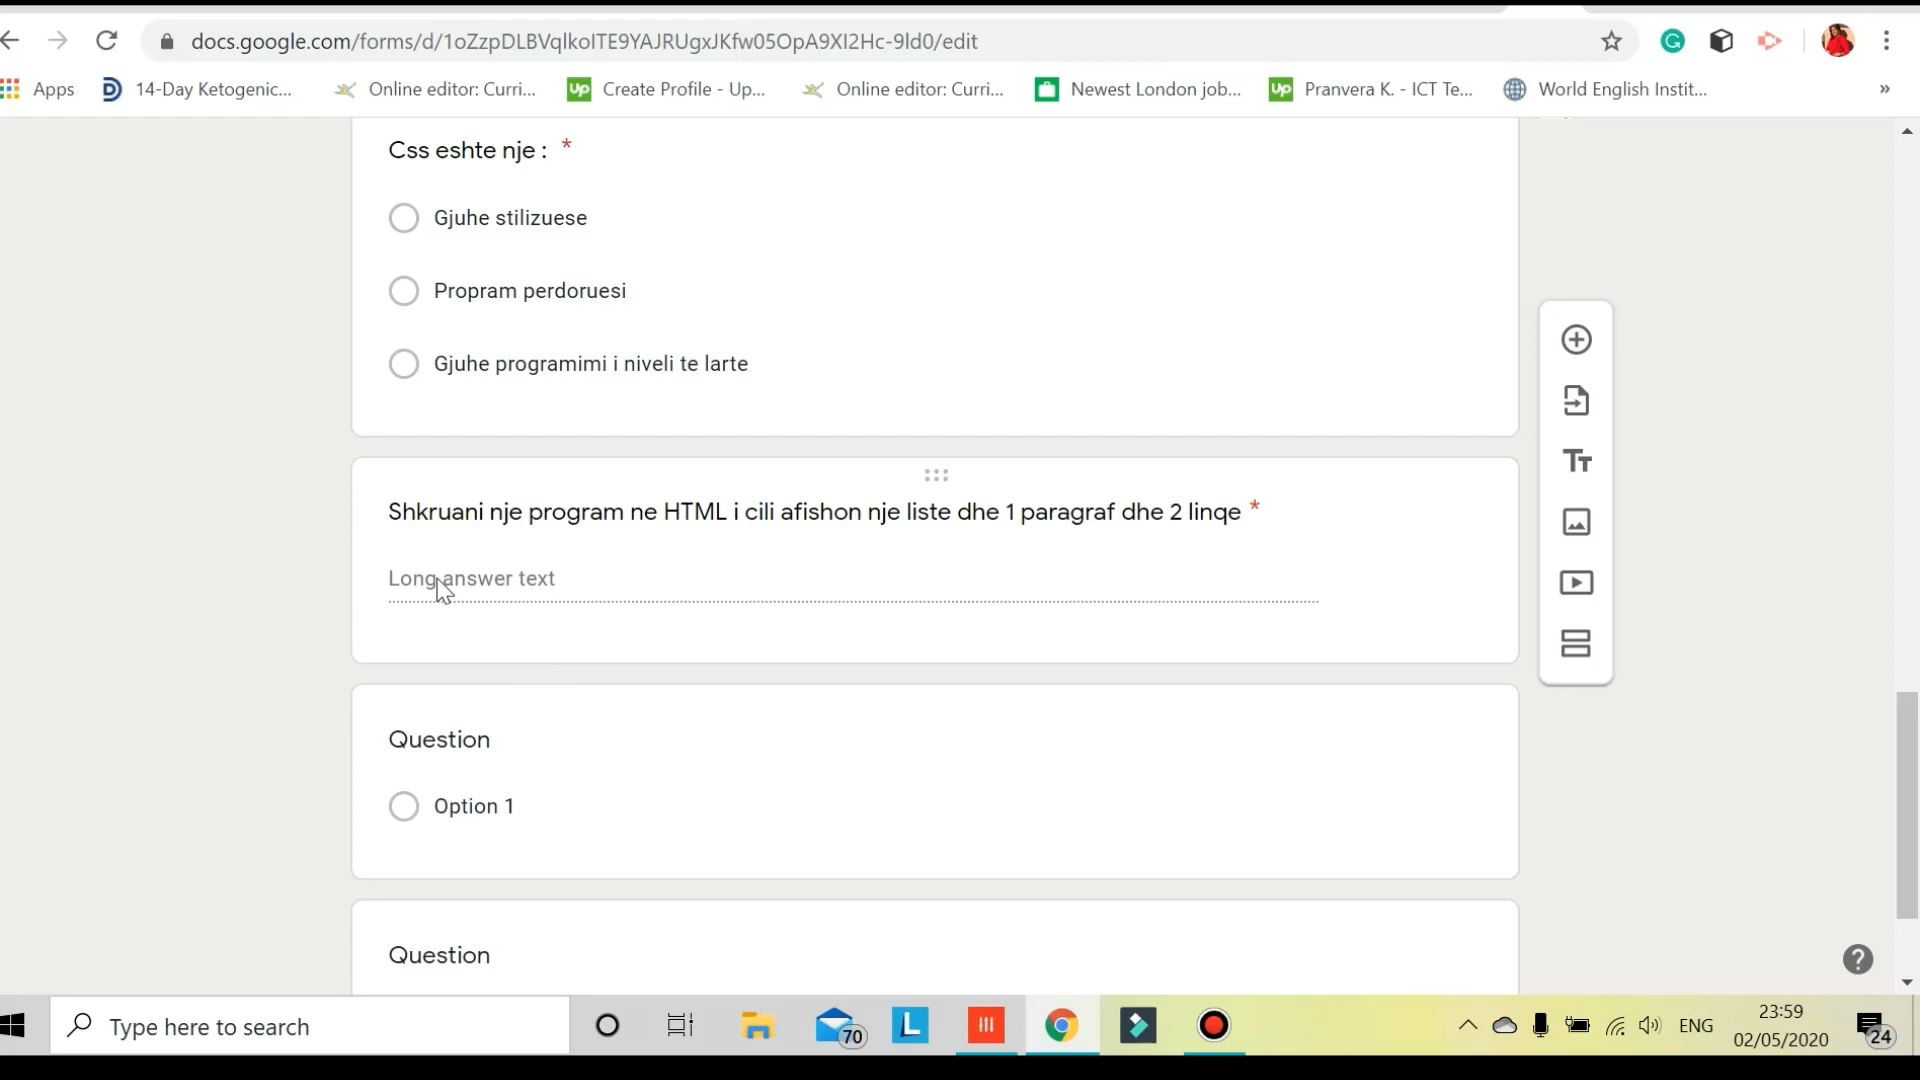 docs.google.com/forms/d/1oZzpDLBVqlkolTE9YAJRUgxJKfw05OpA9XI2Hc-9ld0/edit
Apps
14-Day Ketogenic...
Online editor: Curri...
Up
Create Profile - Up...
Online editor: Curri...
Newest London job...
Up
Pranvera K. - ICT Te...
World English Instit...
»
Css eshte nje : *
Gjuhe stilizuese
Propram perdoruesi
Gjuhe programimi i niveli te larte
Shkruani nje program ne HTML i cili afishon nje liste dhe 1 paragraf dhe 2 linqe *
Long answer text
Question
Option 1
Question
Type here to search
70
L
ENG
23:59
02/05/2020
24